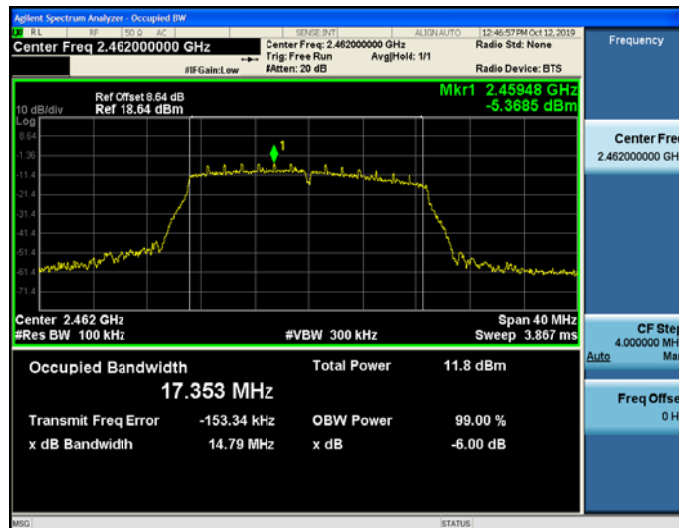 Agilent Spectrum Analyzer - Occupied BW
RL RF 50 Ω AC SENSE:INT ALIGN AUTO 12:46:57 PM Oct 12, 2019
Center Freq 2.462000000 GHz
Center Freq: 2.462000000 GHz
Radio Std: None
Trig: Free Run Avg|Hold: 1/1
#IFGain:Low
#Atten: 20 dB
Radio Device: BTS
Frequency
Mkr1 2.45948 GHz
-5.3685 dBm
Ref Offset 8.64 dB
10 dB/div Ref 18.64 dBm
Log
8.64
-1.36
-11.4
-21.4
-31.4
-41.4
-51.4
-61.4
-71.4
1
Center 2.462 GHz Span 40 MHz
#Res BW 100 kHz #VBW 300 kHz Sweep 3.867 ms
Occupied Bandwidth Total Power 11.8 dBm
17.353 MHz
Transmit Freq Error -153.34 kHz OBW Power 99.00 %
x dB Bandwidth 14.79 MHz x dB -6.00 dB
Center Fre
2.462000000 GH
CF Ste
4.000000 MH
Auto Ma
Freq Offse
0 H
MSG STATUS